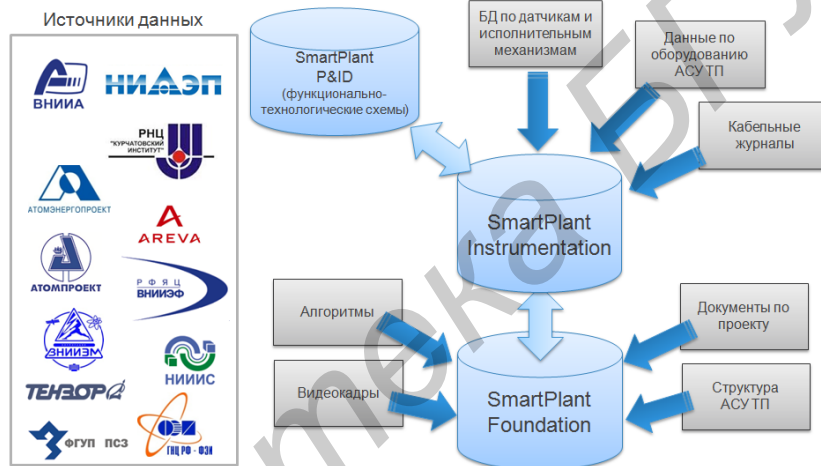 Источники данных
ВНИИА
НИАЭП
РНЦ
"КУРЧАТОВСКИЙ
ИНСТИТУТ"
АТОМЭНЕРГОПРОЕКТ
AREVA
АТОМПРОЕКТ
РФЯЦ
ВНИИЭФ
ВНИИЭМ
НИИИС
ТЕНЗОР
ФГУП ПСЗ
ФЭИ
ГНЦ РФ - ФЭИ
SmartPlant
P&ID
(функционально-
технологические схемы)
БД по датчикам и
исполнительным
механизмам
Данные по
оборудованию
АСУ ТП
Кабельные
журналы
SmartPlant
Instrumentation
Алгоритмы
Видеокадры
SmartPlant
Foundation
Документы по
проекту
Структура
АСУ ТП